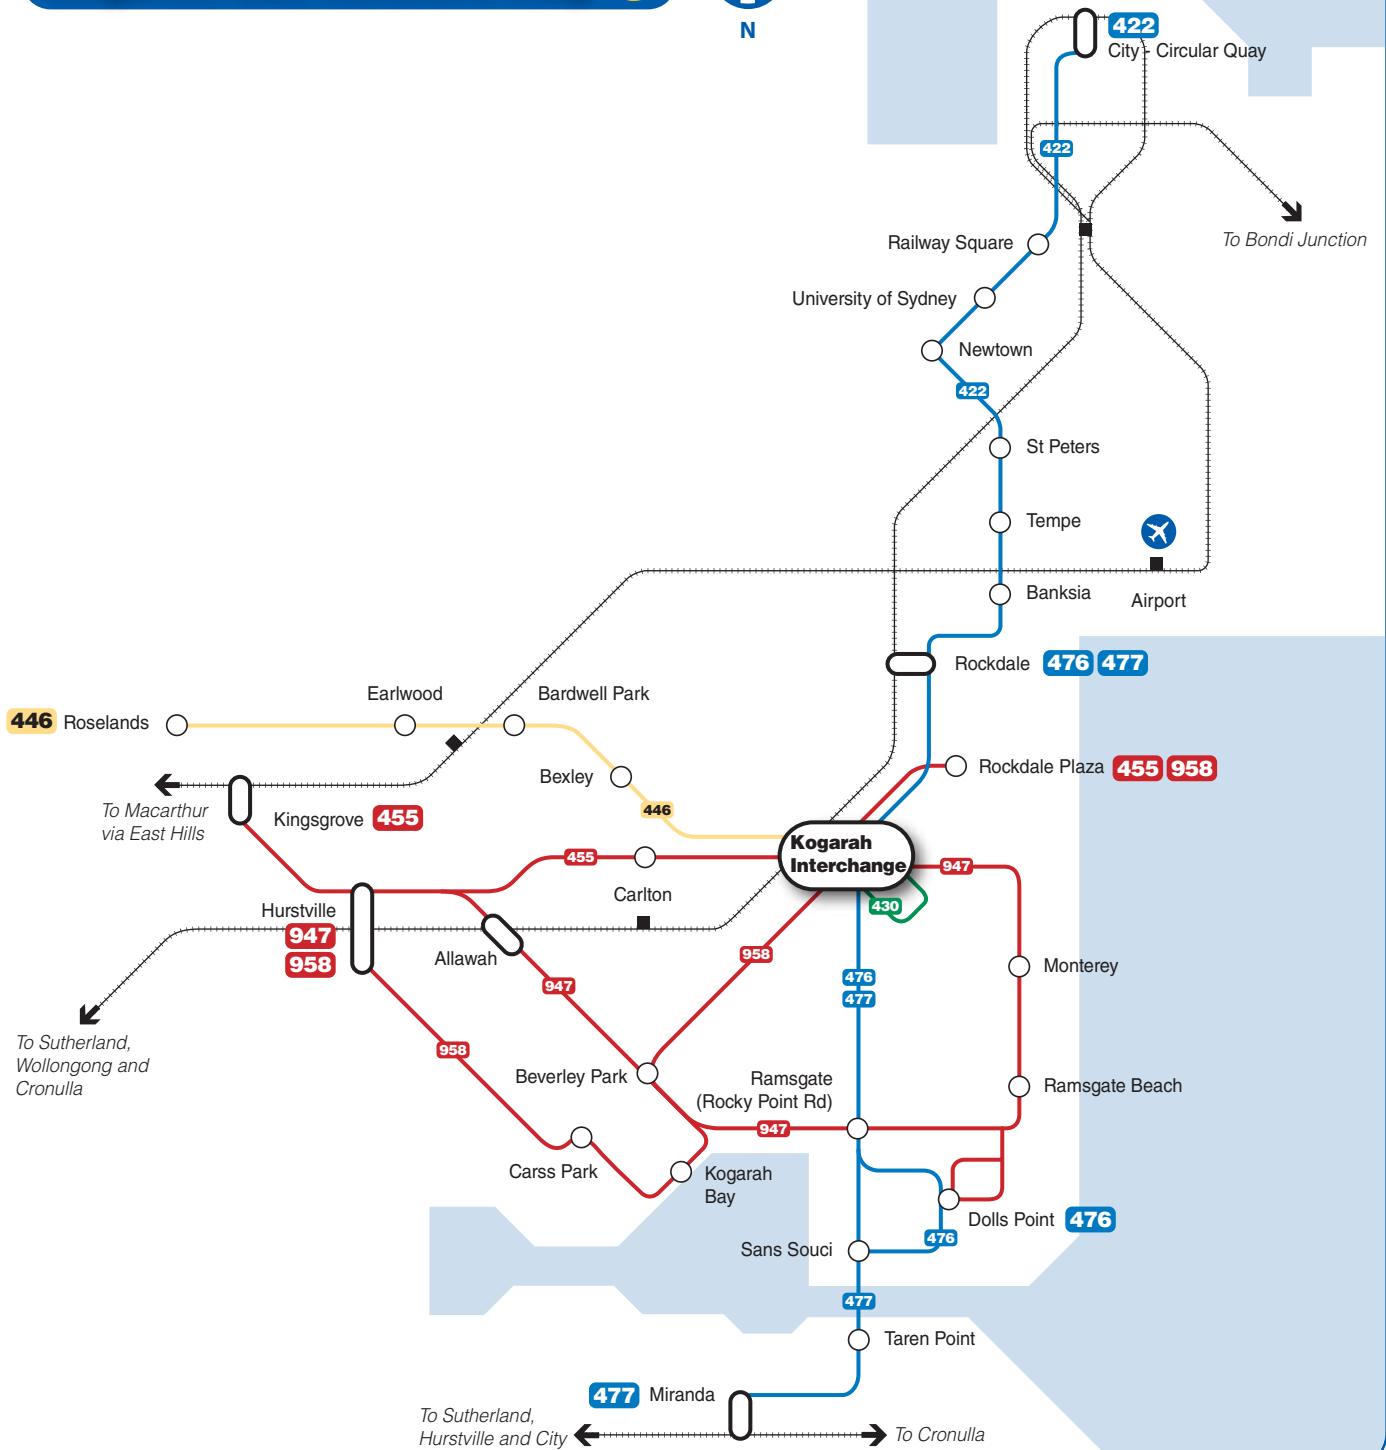 N
422
City - Circular Quay
422
To Bondi Junction
Railway Square
University of Sydney
Newtown
422
St Peters
Tempe
Banksia
Airport
Rockdale 476 477
Earlwood
Bardwell Park
446 Roselands
Bexley
446
Rockdale Plaza 455 958
To Macarthur
via East Hills
Kingsgrove 455
Kogarah
Interchange
455
947
Carlton
430
Hurstville
947
958
Allawah
958
947
476
477
Monterey
To Sutherland,
Wollongong and
Cronulla
958
Beverley Park
Ramsgate
(Rocky Point Rd)
Ramsgate Beach
947
Carss Park
Kogarah
Bay
Dolls Point 476
476
Sans Souci
477
Taren Point
477 Miranda
To Sutherland,
Hurstville and City
To Cronulla